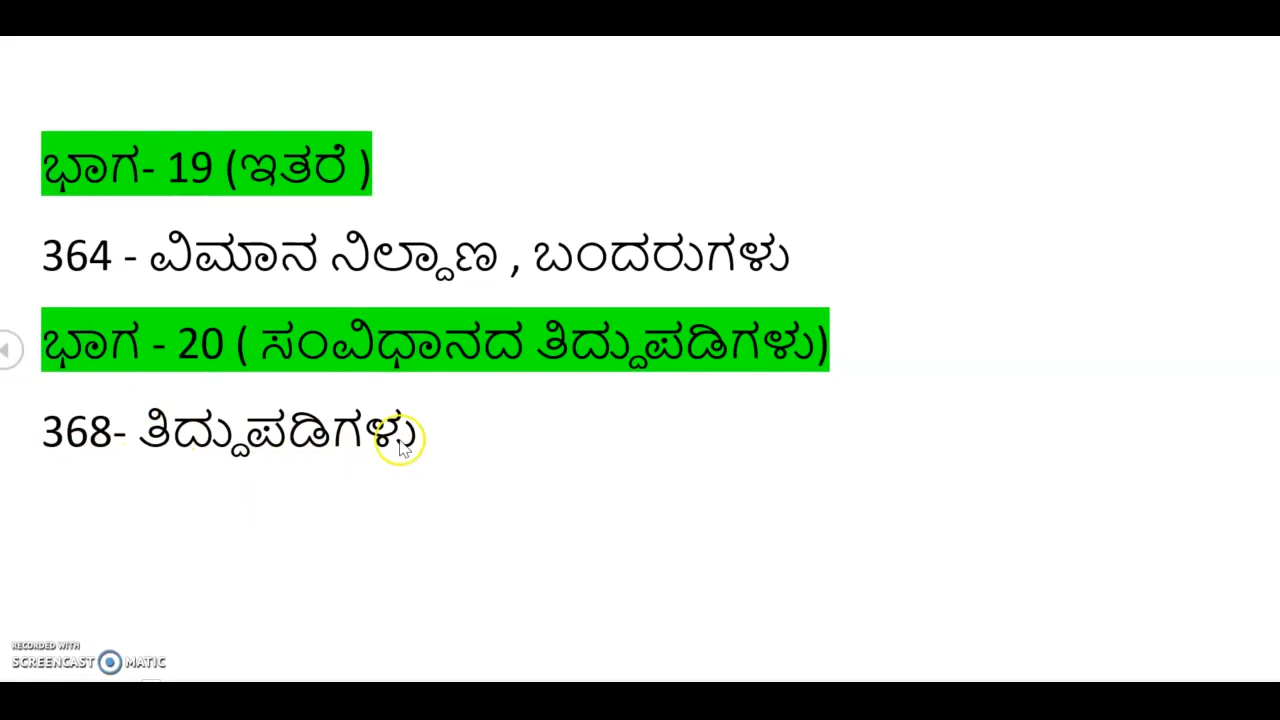 ಭಾಗ- 19 (ಇತರೆ )
364 - ವಿಮಾನ ನಿಲ್ದಾಣ , ಬಂದರುಗಳು
ಭಾಗ - 20 ( ಸಂವಿಧಾನದ ತಿದ್ದುಪಡಿಗಳು)
368- ತಿದ್ದುಪಡಿಗಳು
RECORDED WITH
SCREENCAST MATIC